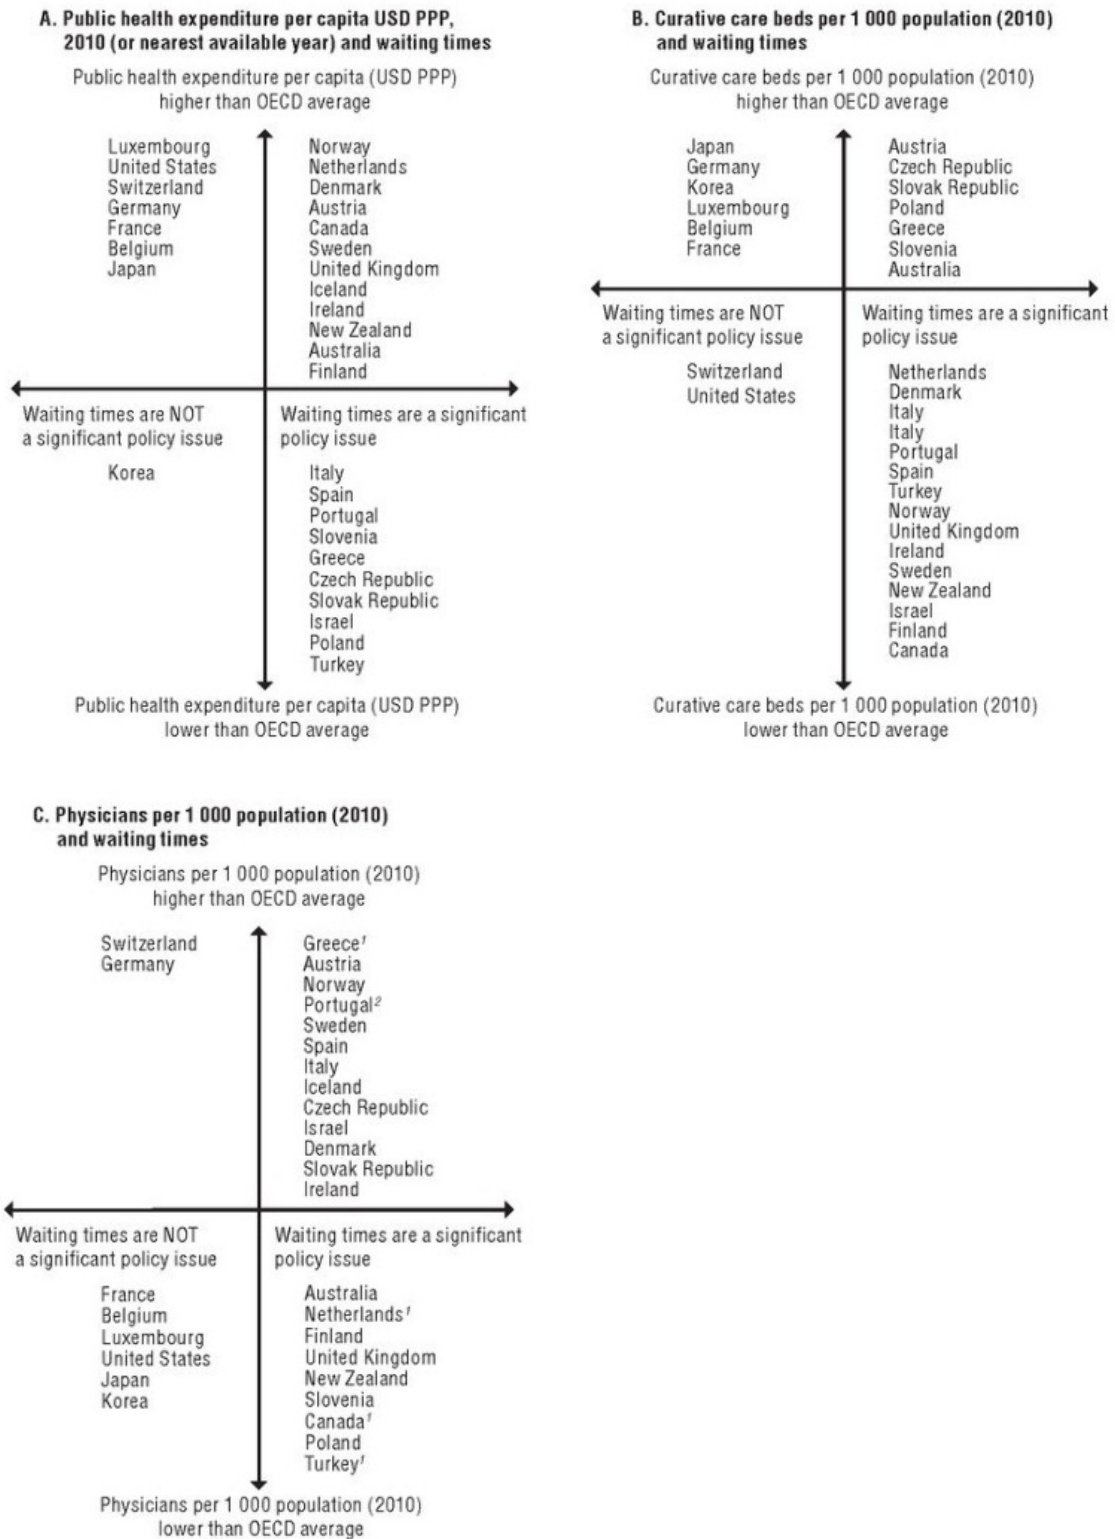 A. Public health expenditure per capita USD PPP,
2010 (or nearest available year) and waiting times
Public health expenditure per capita (USD PPP)
higher than OECD average
Luxembourg
United States
Switzerland
Germany
France
Belgium
Japan
Norway
Netherlands
Denmark
Austria
Canada
Sweden
United Kingdom
Iceland
Ireland
New Zealand
Australia
Finland
Waiting times are NOT
a significant policy issue
Waiting times are a significant
policy issue
Korea
Italy
Spain
Portugal
Slovenia
Greece
Czech Republic
Slovak Republic
Israel
Poland
Turkey
Public health expenditure per capita (USD PPP)
lower than OECD average
B. Curative care beds per 1 000 population (2010)
and waiting times
Curative care beds per 1 000 population (2010)
higher than OECD average
Japan
Germany
Korea
Luxembourg
Belgium
France
Austria
Czech Republic
Slovak Republic
Poland
Greece
Slovenia
Australia
Waiting times are NOT
a significant policy issue
Waiting times are a significant
policy issue
Switzerland
United States
Netherlands
Denmark
Italy
Italy
Portugal
Spain
Turkey
Norway
United Kingdom
Ireland
Sweden
New Zealand
Israel
Finland
Canada
Curative care beds per 1 000 population (2010)
lower than OECD average
C. Physicians per 1 000 population (2010)
and waiting times
Physicians per 1 000 population (2010)
higher than OECD average
Switzerland
Germany
Greece¹
Austria
Norway
Portugal²
Sweden
Spain
Italy
Iceland
Czech Republic
Israel
Denmark
Slovak Republic
Ireland
Waiting times are NOT
a significant policy issue
Waiting times are a significant
policy issue
France
Belgium
Luxembourg
United States
Japan
Korea
Australia
Netherlands¹
Finland
United Kingdom
New Zealand
Slovenia
Canada¹
Poland
Turkey¹
Physicians per 1 000 population (2010)
lower than OECD average